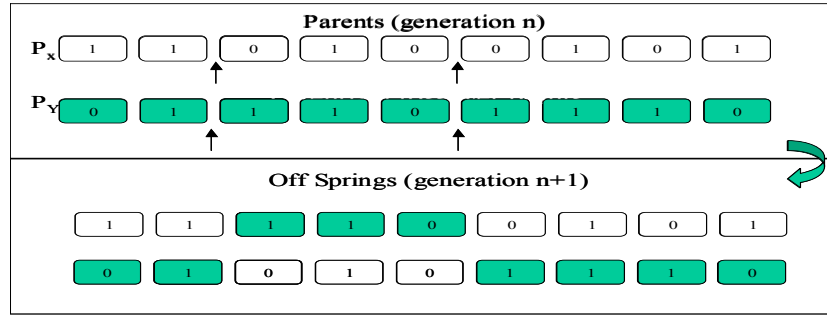 Parents (generation n)
Px 1 1 0 1 0 0 1 0 1
PY 0 1 1 1 0 1 1 1 0
Off Springs (generation n+1)
1 1 1 1 0 0 1 0 1
0 1 0 1 0 1 1 1 0